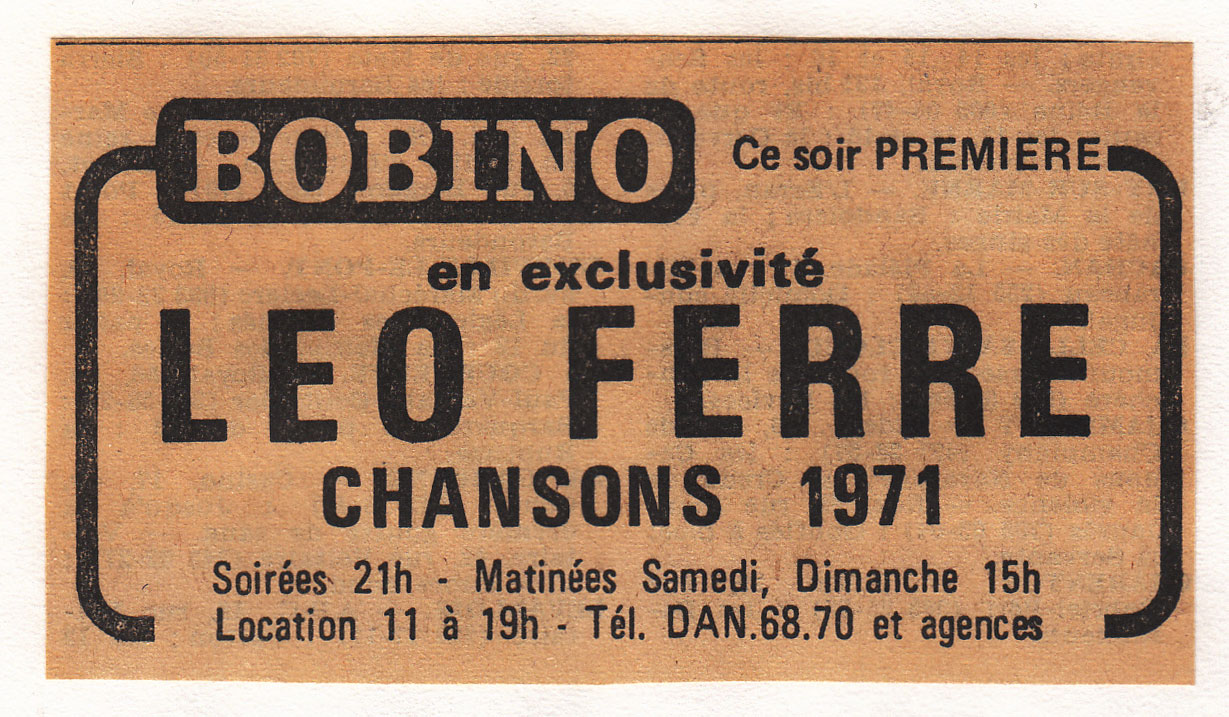 BOBINO
Ce soir PREMIERE
en exclusivité
LEO FERRE
CHANSONS 1971
Soirées 21h - Matinées Samedi, Dimanche 15h
Location 11 à 19h - Tél. DAN.68.70 et agences